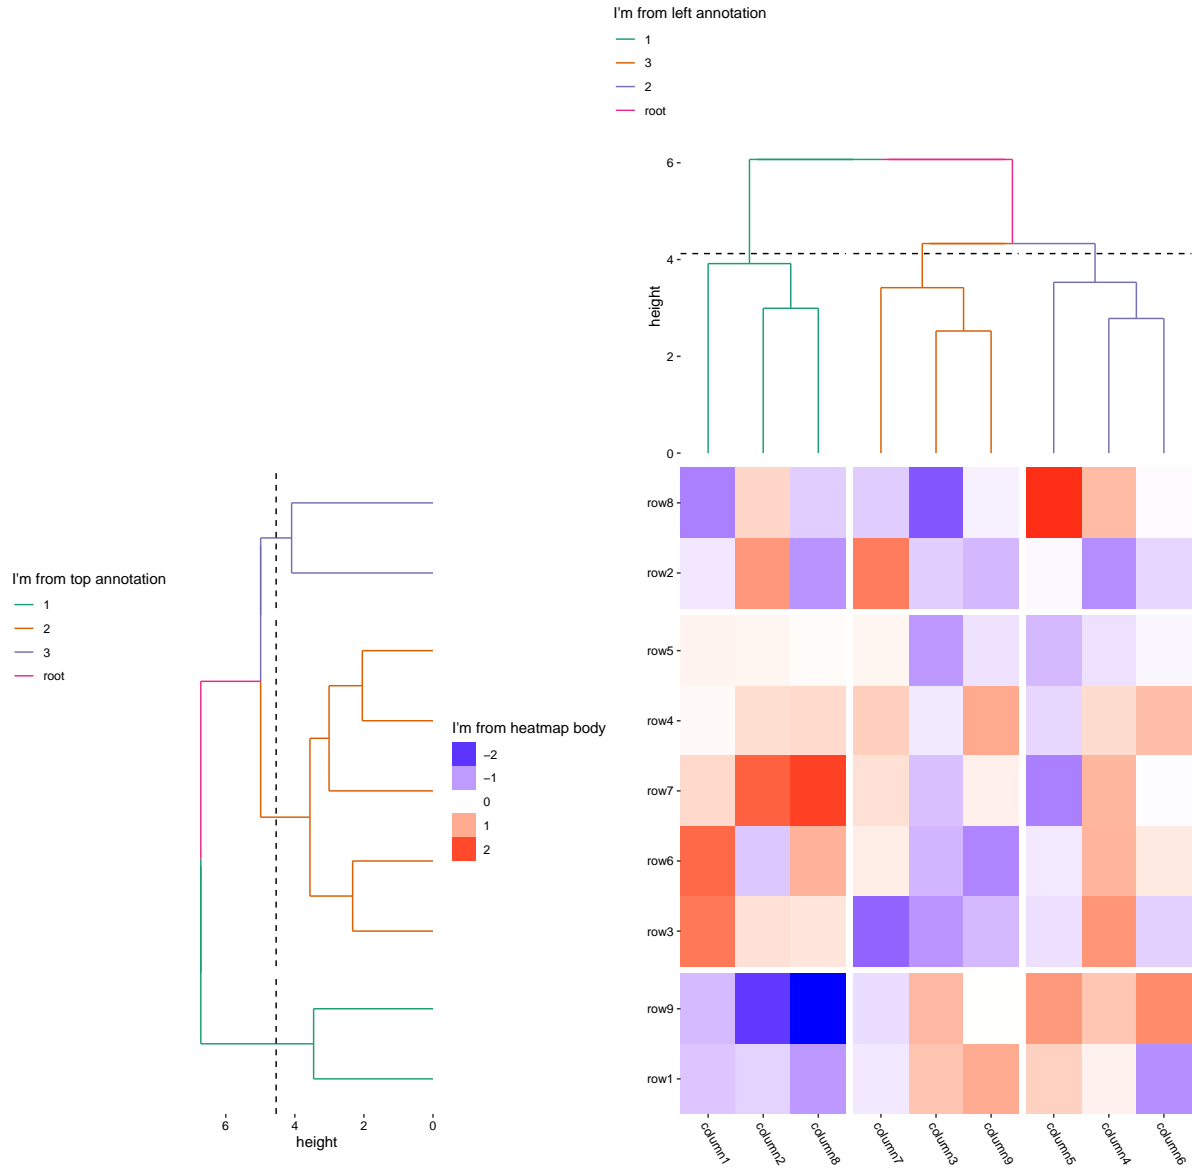 I'm from left annotation
1
3
2
root
6
4
2
0
height
I'm from top annotation
1
2
3
root
I'm from heatmap body
−2
−1
0
1
2
row8
row2
row5
row4
row7
row6
row3
row9
row1
6
4
2
0
height
column1
column2
column8
column7
column3
column9
column5
column4
column6